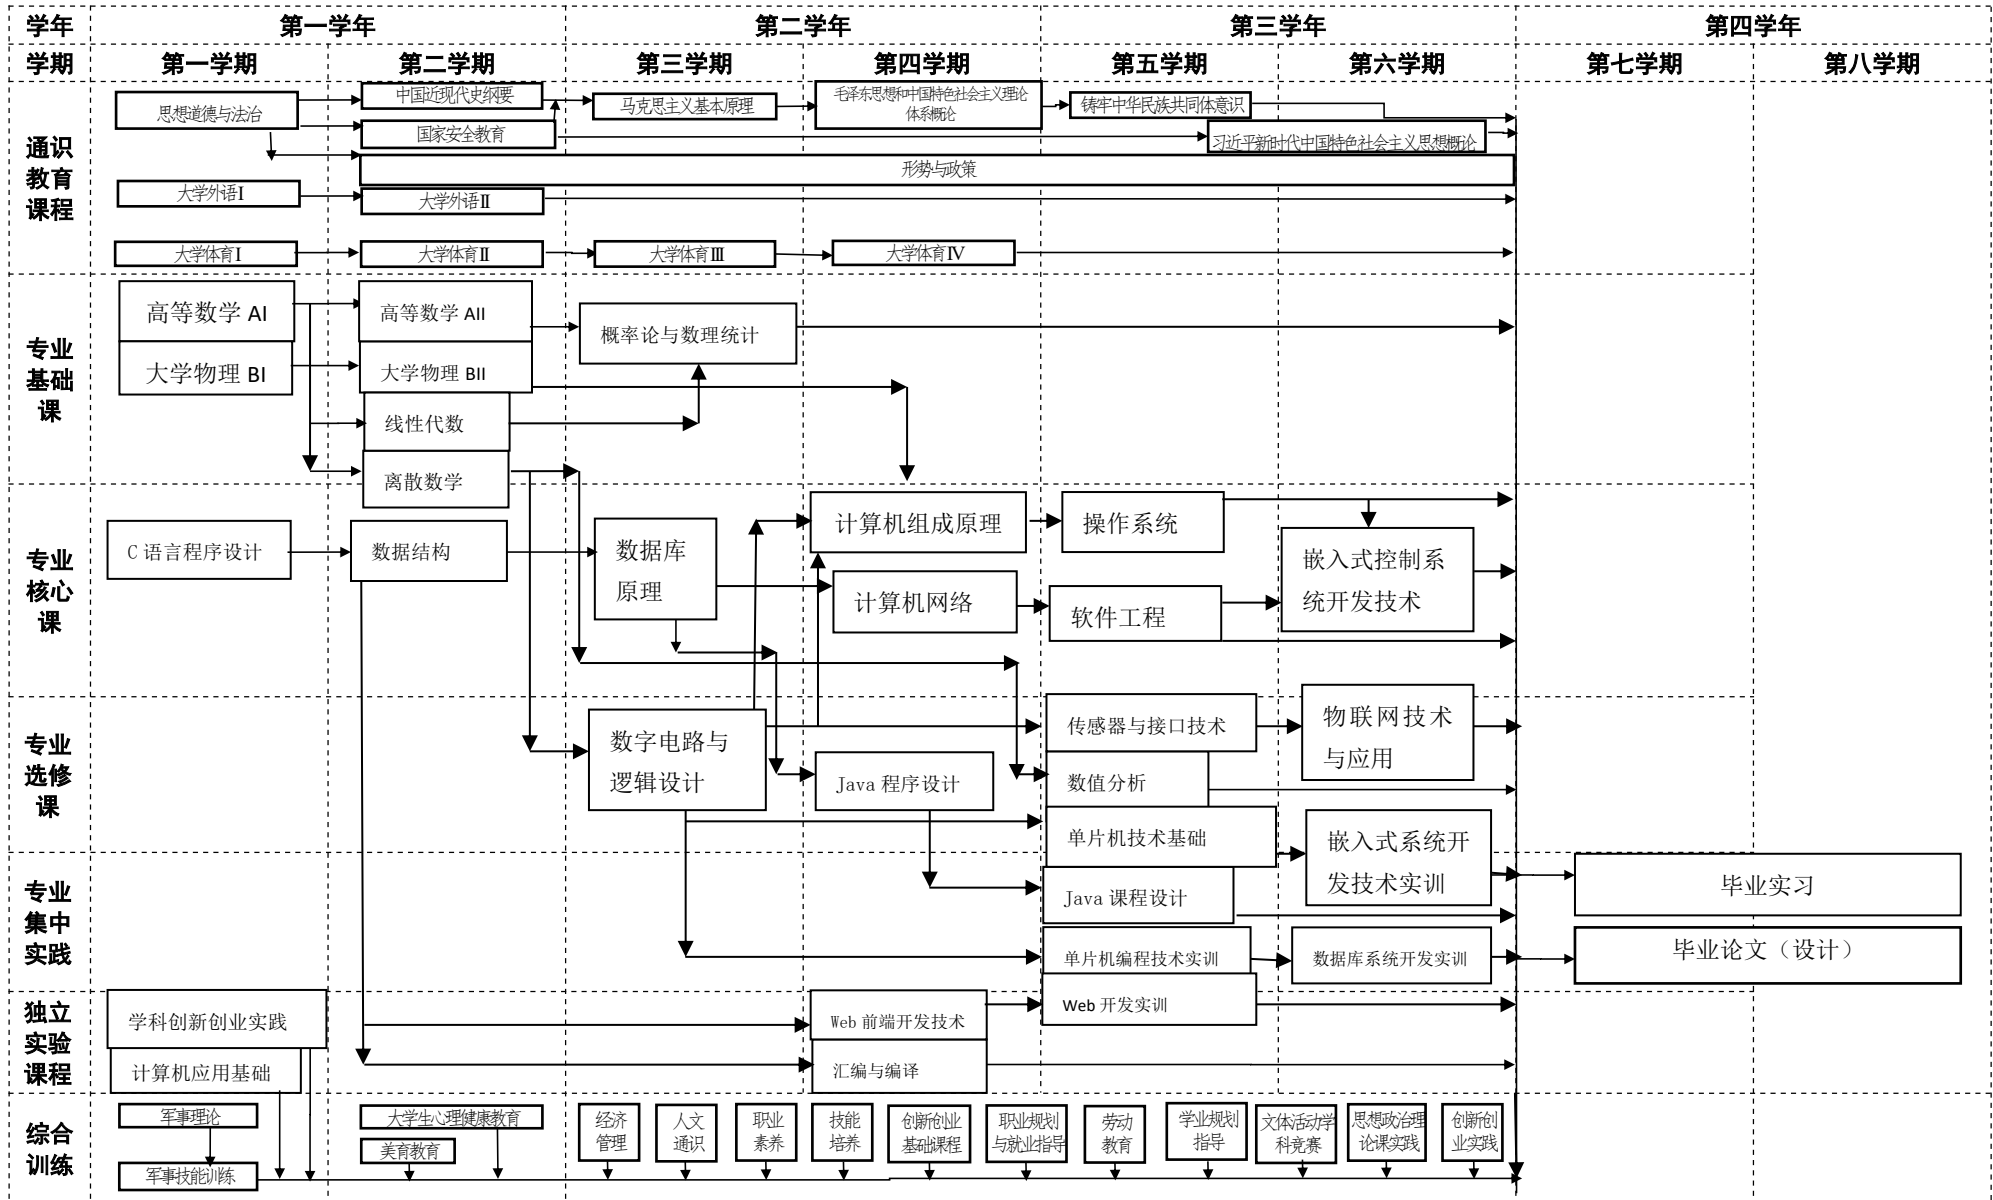 学年
第一学年
第二学年
第三学年
第四学年
学期
第一学期
第二学期
第三学期
第四学期
第五学期
第六学期
第七学期
第八学期
通识
教育
课程
思想道德与法治
中国近现代史纲要
国家安全教育
马克思主义基本原理
毛泽东思想和中国特色社会主义理论
体系概论
铸牢中华民族共同体意识
习近平新时代中国特色社会主义思想概论
形势与政策
大学外语Ⅰ
大学外语Ⅱ
大学体育Ⅰ
大学体育Ⅱ
大学体育Ⅲ
大学体育Ⅳ
专业
基础
课
高等数学 AI
高等数学 AII
概率论与数理统计
大学物理 BI
大学物理 BII
线性代数
离散数学
专业
核心
课
C 语言程序设计
数据结构
数据库
原理
计算机组成原理
计算机网络
操作系统
软件工程
嵌入式控制系
统开发技术
专业
选修
课
数字电路与
逻辑设计
Java 程序设计
传感器与接口技术
数值分析
单片机技术基础
物联网技术
与应用
专业
集中
实践
嵌入式系统开
发技术实训
Java 课程设计
单片机编程技术实训
数据库系统开发实训
毕业实习
毕业论文（设计）
独立
实验
课程
学科创新创业实践
计算机应用基础
Web 前端开发技术
汇编与编译
Web 开发实训
综合
训练
军事理论
军事技能训练
大学生心理健康教育
美育教育
经济
管理
人文
通识
职业
素养
技能
培养
创新创业
基础课程
职业规划
与就业指导
劳动
教育
学业规划
指导
文体活动学
科竞赛
思想政治理
论课实践
创新创
业实践